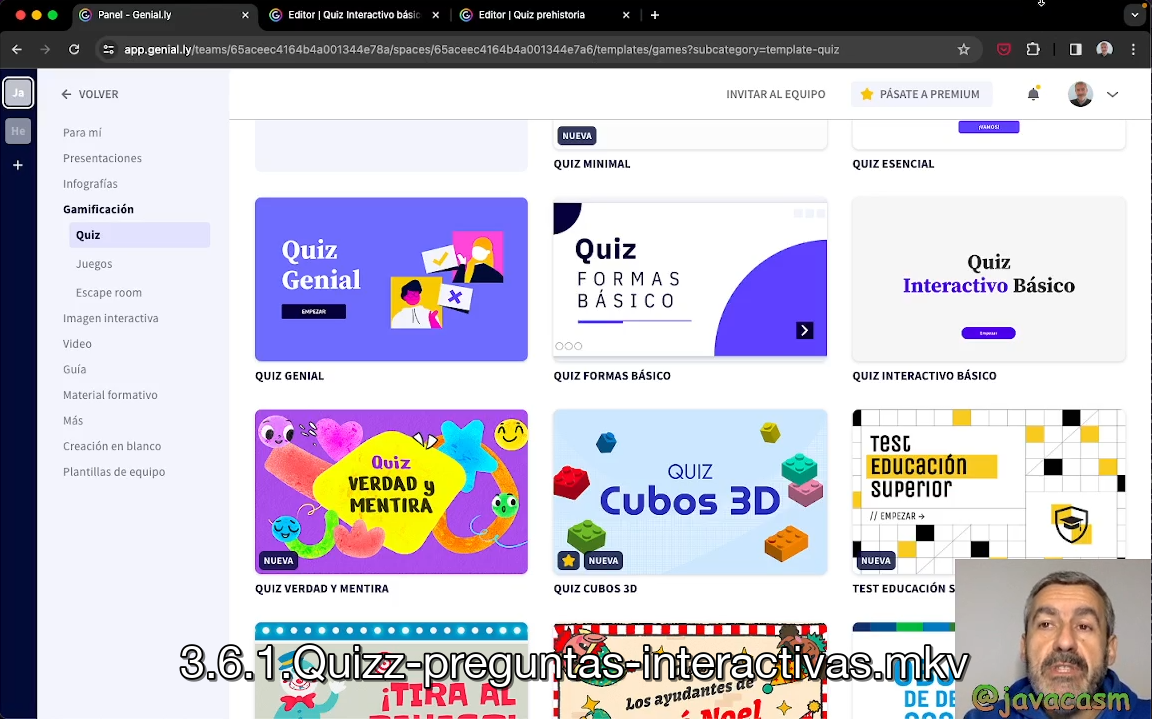 Panel - Genial.ly
Editor | Quiz Interactivo básic
Editor | Quiz prehistoria
app.genial.ly/teams/65aceec4164b4a001344e78a/spaces/65aceec4164b4a001344e7a6/templates/games?subcategory=template-quiz
Ja
He
VOLVER
INVITAR AL EQUIPO
PÁSATE A PREMIUM
Para mí
Presentaciones
Infografías
Gamificación
Quiz
Juegos
Escape room
Imagen interactiva
Video
Guía
Material formativo
Más
Creación en blanco
Plantillas de equipo
NUEVA
¡VAMOS!
QUIZ MINIMAL
QUIZ ESENCIAL
Quiz
Genial
EMPEZAR
QUIZ GENIAL
Quiz
FORMAS
BÁSICO
QUIZ FORMAS BÁSICO
Quiz
Interactivo Básico
Empezar
QUIZ INTERACTIVO BÁSICO
Quiz
VERDAD y
MENTIRA
NUEVA
QUIZ VERDAD Y MENTIRA
QUIZ
Cubos 3D
NUEVA
QUIZ CUBOS 3D
Test
Educación
superior
// EMPEZAR →
NUEVA
TEST EDUCACIÓN S
¡TIRA AL
Los ayudantes de
Noel
DE DE
3.6.1.Quizz-preguntas-interactivas.mkv
@javacasm